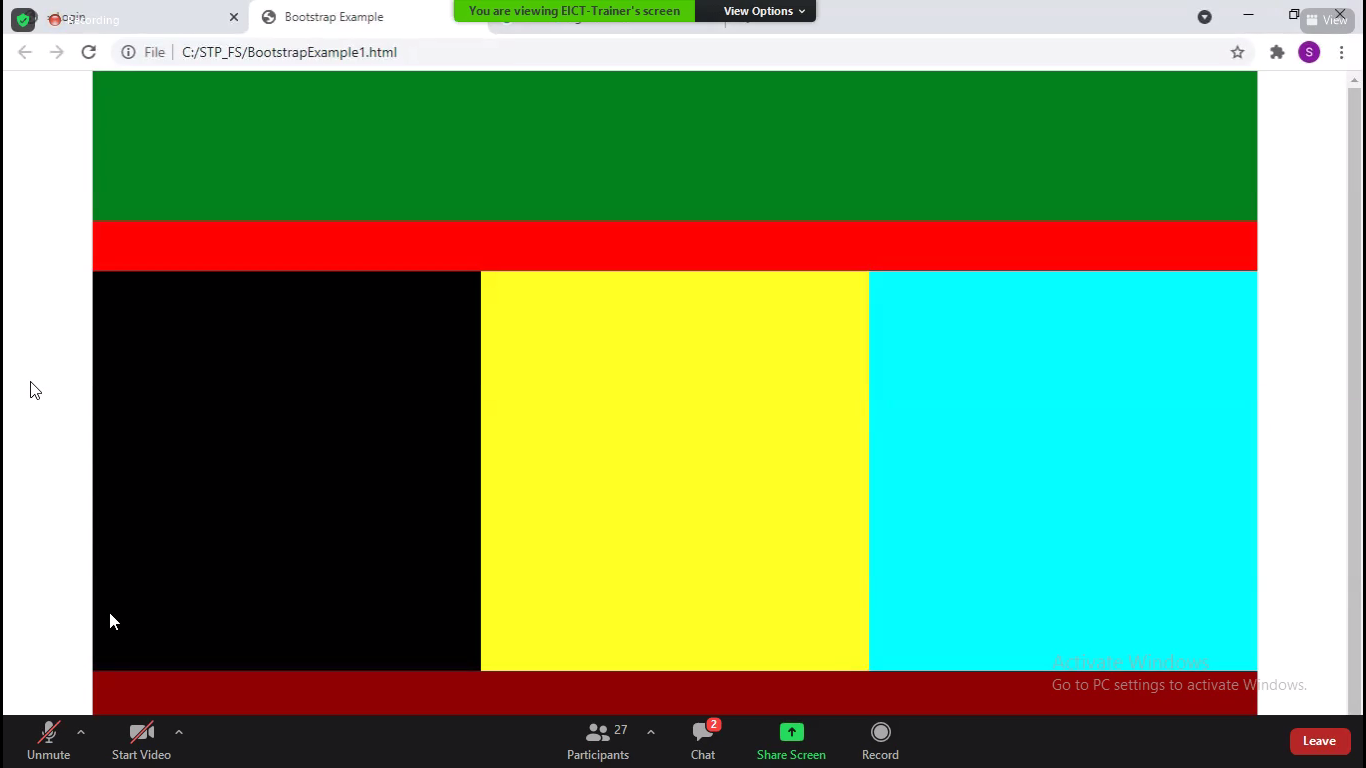 Login
Recording
Bootstrap Example
You are viewing EICT-Trainer's screen
View Options
View
File
C:/STP_FS/BootstrapExample1.html
S
Activate Windows
Go to PC settings to activate Windows.
Unmute
Start Video
27
Participants
2
Chat
Share Screen
Record
Leave